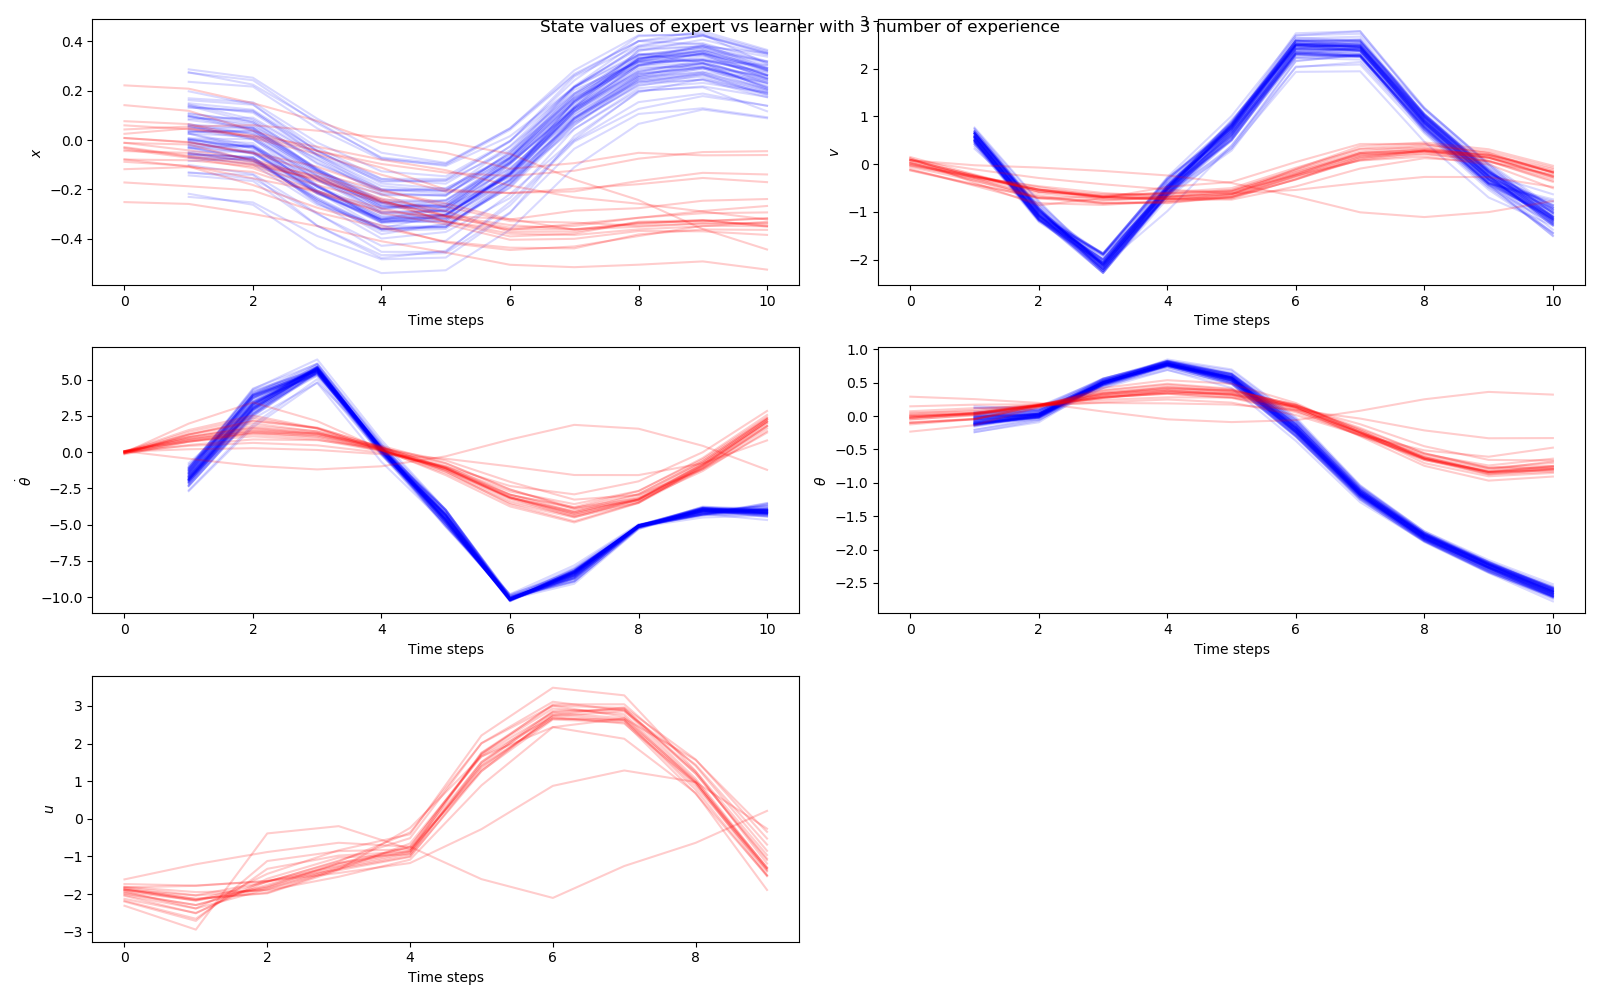 State values of expert vs learner with 3 number of experience
0.4
0.2
0.0
−0.2
−0.4
x
0 2 4 6 8 10
Time steps
3
2
1
0
−1
−2
v
0 2 4 6 8 10
Time steps
5.0
2.5
0.0
−2.5
−5.0
−7.5
−10.0
θ̇
0 2 4 6 8 10
Time steps
1.0
0.5
0.0
−0.5
−1.0
−1.5
−2.0
−2.5
θ
0 2 4 6 8 10
Time steps
3
2
1
0
−1
−2
−3
u
0 2 4 6 8
Time steps